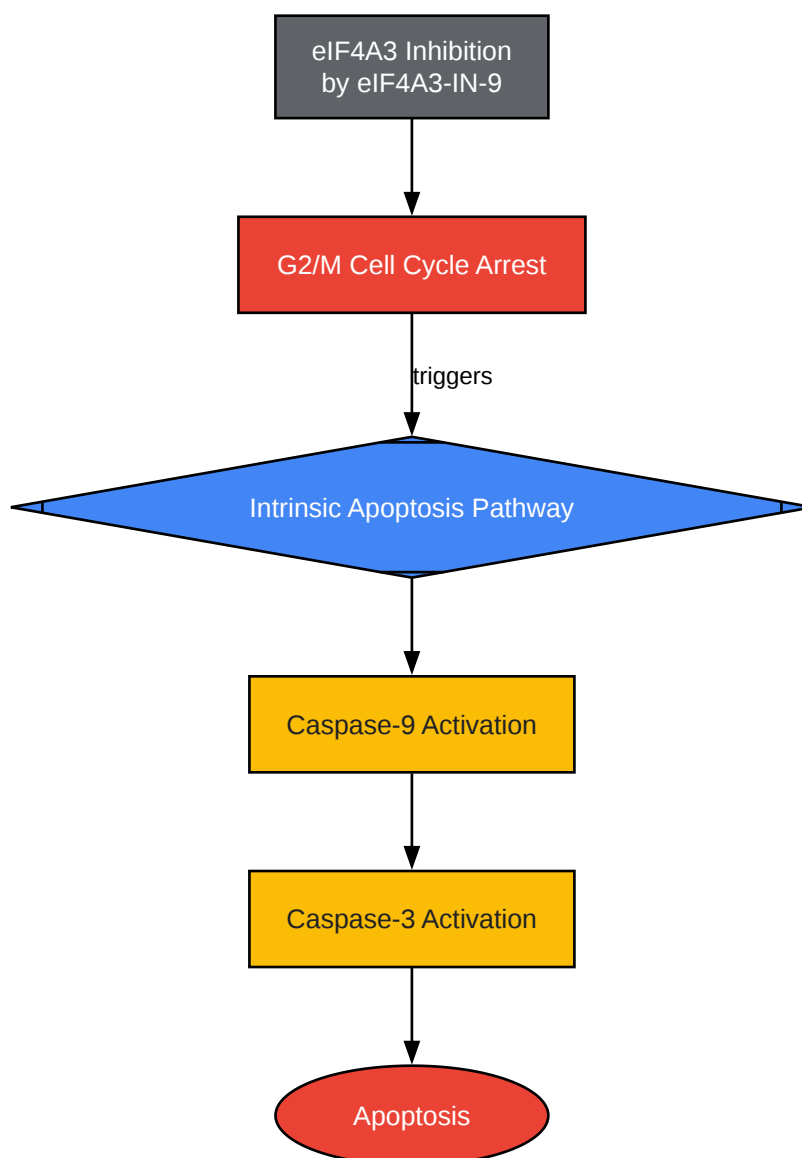 eIF4A3 Inhibition
by eIF4A3-IN-9
G2/M Cell Cycle Arrest
triggers
Intrinsic Apoptosis Pathway
Caspase-9 Activation
Caspase-3 Activation
Apoptosis